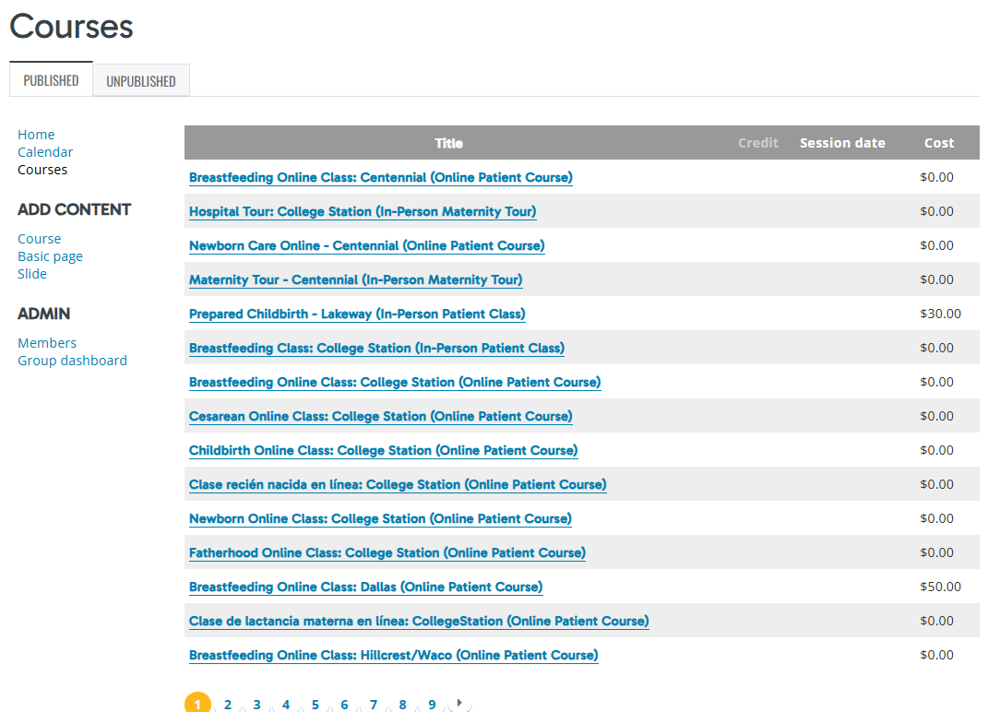 Courses
PUBLISHED UNPUBLISHED
Home
Calendar
Courses
ADD CONTENT
Course
Basic page
Slide
ADMIN
Members
Group dashboard
Title Credit Session date Cost
Breastfeeding Online Class: Centennial (Online Patient Course) $0.00
Hospital Tour: College Station (In-Person Maternity Tour) $0.00
Newborn Care Online - Centennial (Online Patient Course) $0.00
Maternity Tour - Centennial (In-Person Maternity Tour) $0.00
Prepared Childbirth - Lakeway (In-Person Patient Class) $30.00
Breastfeeding Class: College Station (In-Person Patient Class) $0.00
Breastfeeding Online Class: College Station (Online Patient Course) $0.00
Cesarean Online Class: College Station (Online Patient Course) $0.00
Childbirth Online Class: College Station (Online Patient Course) $0.00
Clase recién nacida en línea: College Station (Online Patient Course) $0.00
Newborn Online Class: College Station (Online Patient Course) $0.00
Fatherhood Online Class: College Station (Online Patient Course) $0.00
Breastfeeding Online Class: Dallas (Online Patient Course) $50.00
Clase de lactancia materna en línea: CollegeStation (Online Patient Course) $0.00
Breastfeeding Online Class: Hillcrest/Waco (Online Patient Course) $0.00
1 2 3 4 5 6 7 8 9